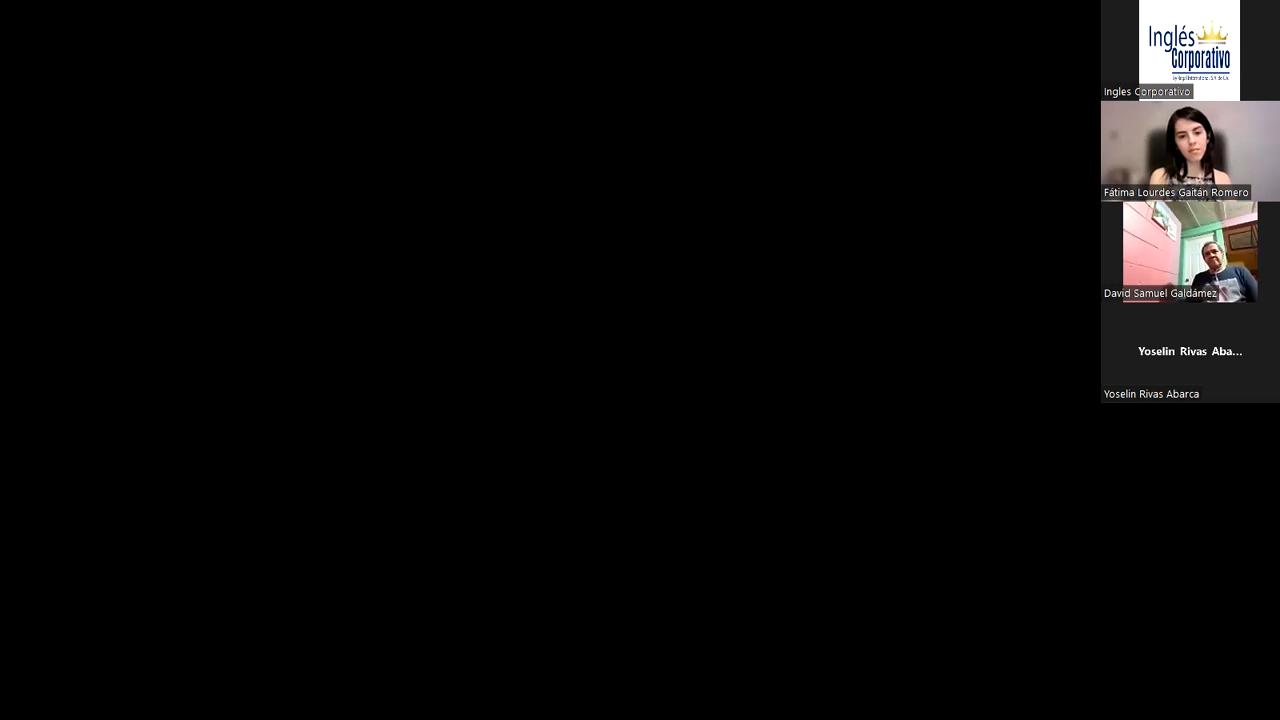 Inglés
Corporativo
Ingles Corporativo
Fátima Lourdes Gaitán Romero
David Samuel Galdámez
Yoselin Rivas Aba...
Yoselin Rivas Abarca